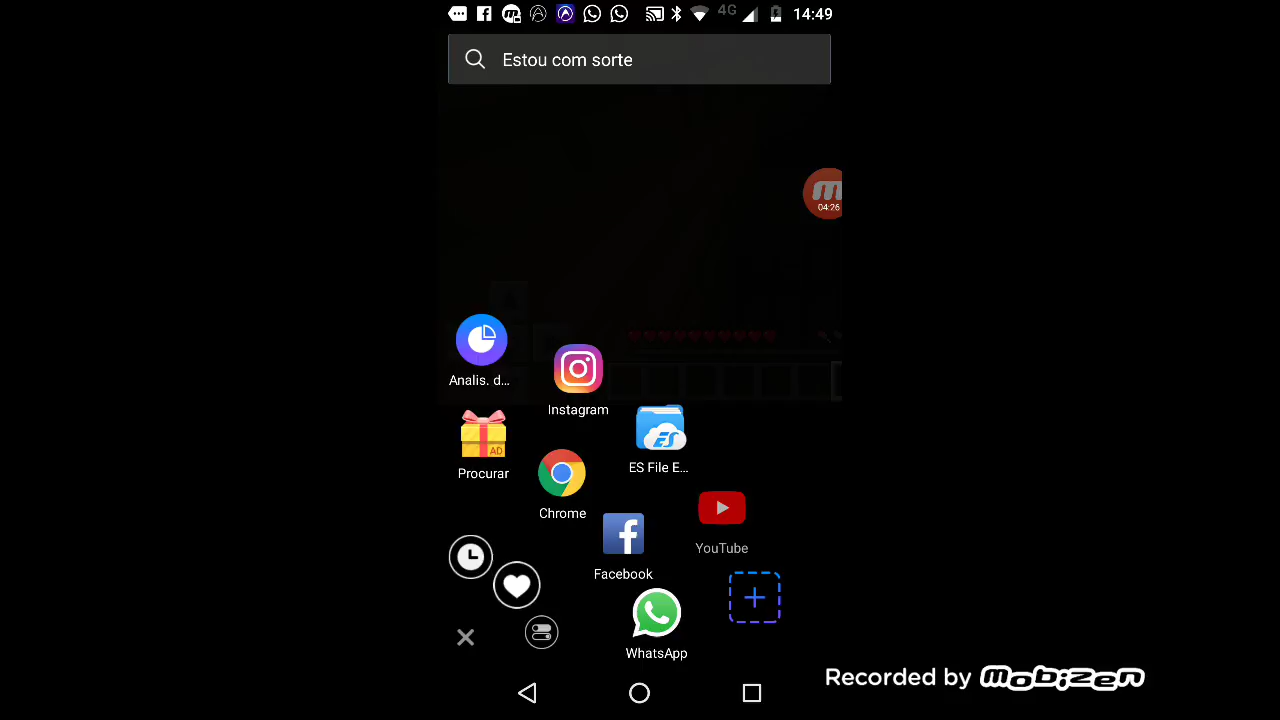 4G 14:49
Estou com sorte
04:26
Analis. d...
Instagram
AD
Procurar
ES
ES File E...
Chrome
YouTube
Facebook
WhatsApp
Recorded by mobizen